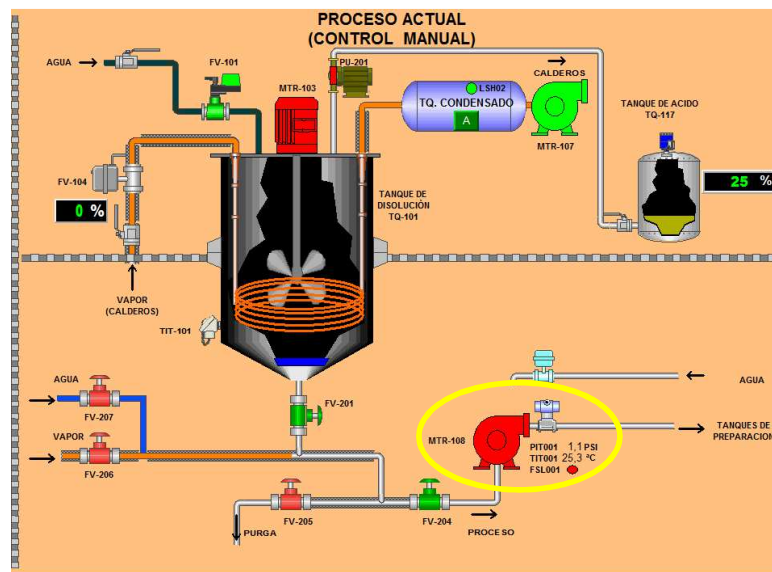 PROCESO ACTUAL
(CONTROL MANUAL)
AGUA
FV-101
MTR-103
PU-201
LSH02
CALDEROS
TQ. CONDENSADO
A
MTR-107
TANQUE DE ACIDO
TQ-117
FV-104
0 %
25 %
TANQUE DE
DISOLUCIÓN
TQ-101
VAPOR
(CALDEROS)
TIT-101
AGUA
FV-207
FV-201
AGUA
MTR-108
PIT001 1,1 PSI
TIT001 25,3 ºC
FSL001
TANQUES DE
PREPARACION
VAPOR
FV-206
FV-205
FV-204
PURGA
PROCESO